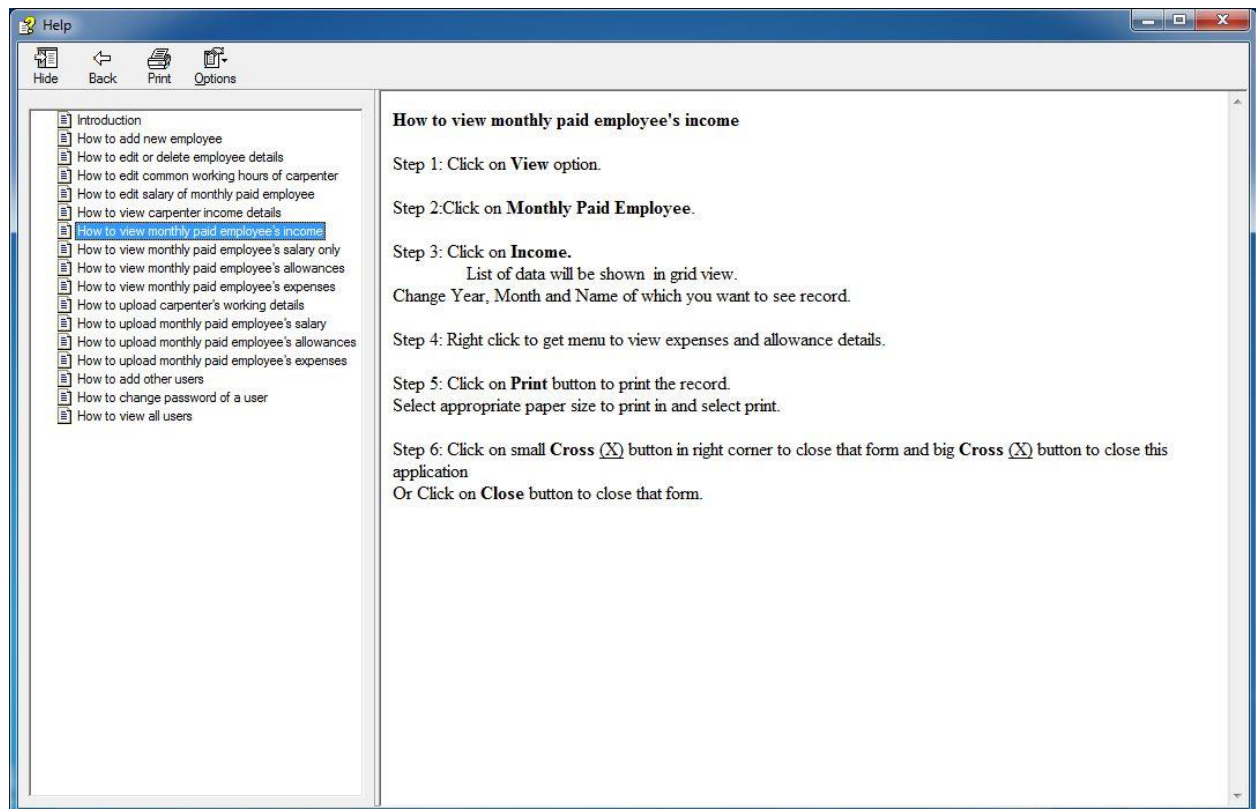 Help
Hide Back Print Options
Introduction
How to add new employee
How to edit or delete employee details
How to edit common working hours of carpenter
How to edit salary of monthly paid employee
How to view carpenter income details
How to view monthly paid employee's income
How to view monthly paid employee's salary only
How to view monthly paid employee's allowances
How to view monthly paid employee's expenses
How to upload carpenter's working details
How to upload monthly paid employee's salary
How to upload monthly paid employee's allowances
How to upload monthly paid employee's expenses
How to add other users
How to change password of a user
How to view all users
How to view monthly paid employee's income
Step 1: Click on View option.
Step 2:Click on Monthly Paid Employee.
Step 3: Click on Income.
List of data will be shown in grid view.
Change Year, Month and Name of which you want to see record.
Step 4: Right click to get menu to view expenses and allowance details.
Step 5: Click on Print button to print the record.
Select appropriate paper size to print in and select print.
Step 6: Click on small Cross (X) button in right corner to close that form and big Cross (X) button to close this
application
Or Click on Close button to close that form.